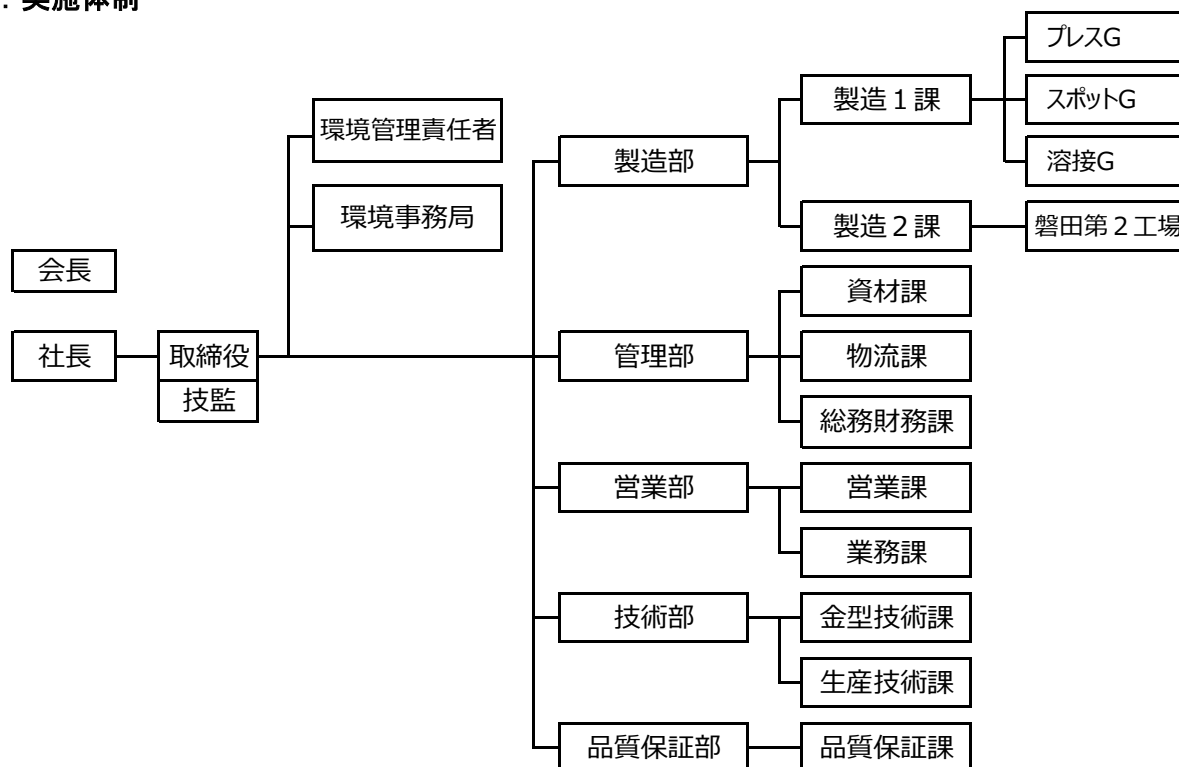 . 実施体制
会長
社長
取締役
技監
環境管理責任者
環境事務局
製造部
製造１課
プレスG
スポットG
溶接G
製造２課
磐田第２工場
管理部
資材課
物流課
総務財務課
営業部
営業課
業務課
技術部
金型技術課
生産技術課
品質保証部
品質保証課